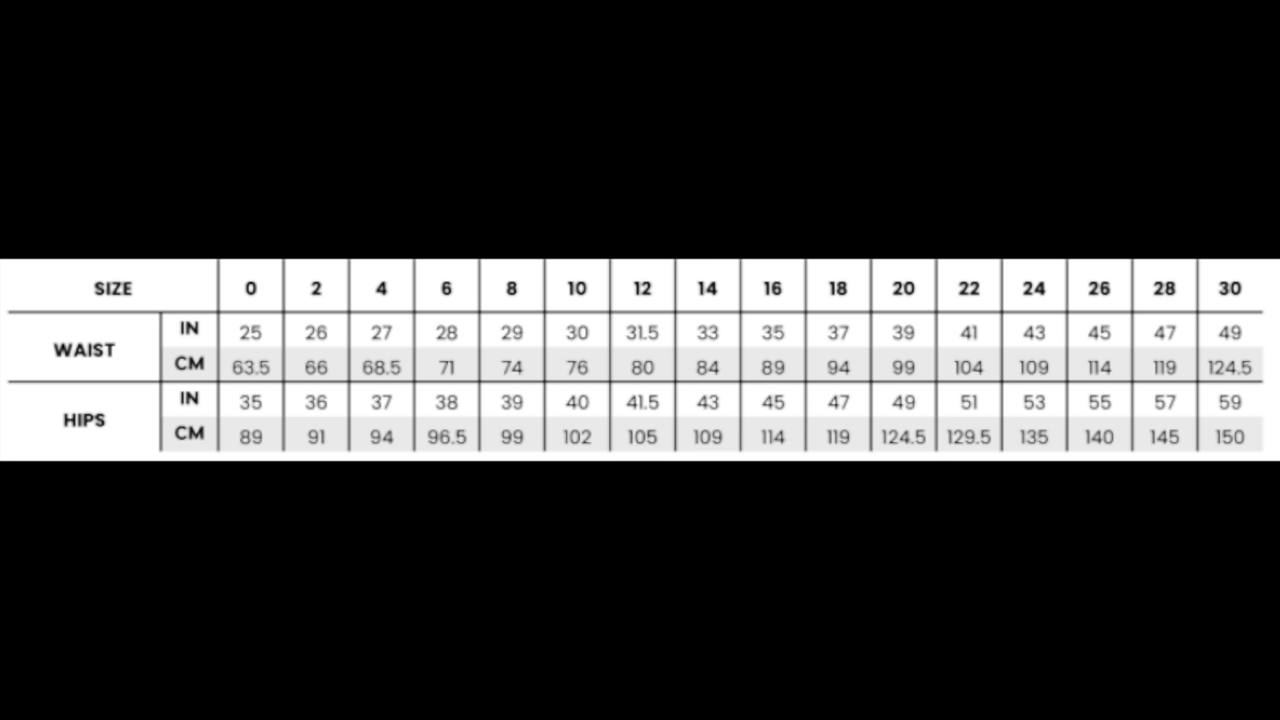 SIZE 0 2 4 6 8 10 12 14 16 18 20 22 24 26 28 30
WAIST
IN 25 26 27 28 29 30 31.5 33 35 37 39 41 43 45 47 49
CM 63.5 66 68.5 71 74 76 80 84 89 94 99 104 109 114 119 124.5
HIPS
IN 35 36 37 38 39 40 41.5 43 45 47 49 51 53 55 57 59
CM 89 91 94 96.5 99 102 105 109 114 119 124.5 129.5 135 140 145 150